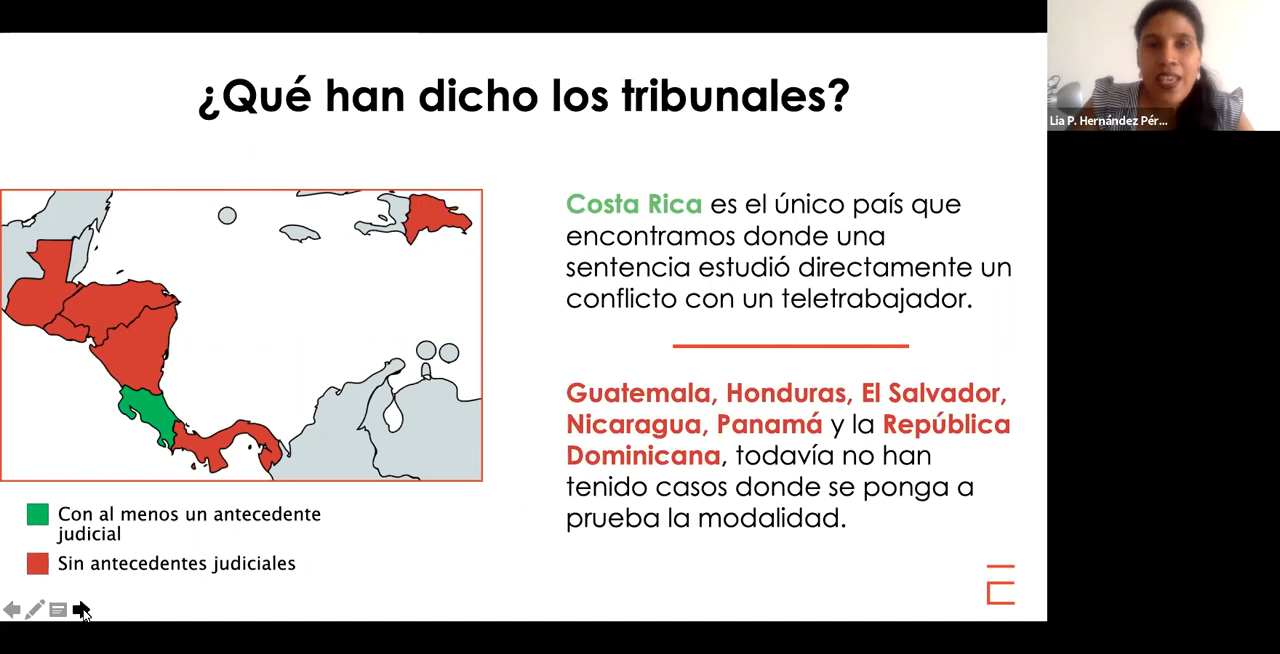 ¿Qué han dicho los tribunales?
Lia P. Hernández Pér...
Costa Rica es el único país que
encontramos donde una
sentencia estudió directamente un
conflicto con un teletrabajador.
Guatemala, Honduras, El Salvador,
Nicaragua, Panamá y la República
Dominicana, todavía no han
tenido casos donde se ponga a
prueba la modalidad.
Con al menos un antecedente
judicial
Sin antecedentes judiciales